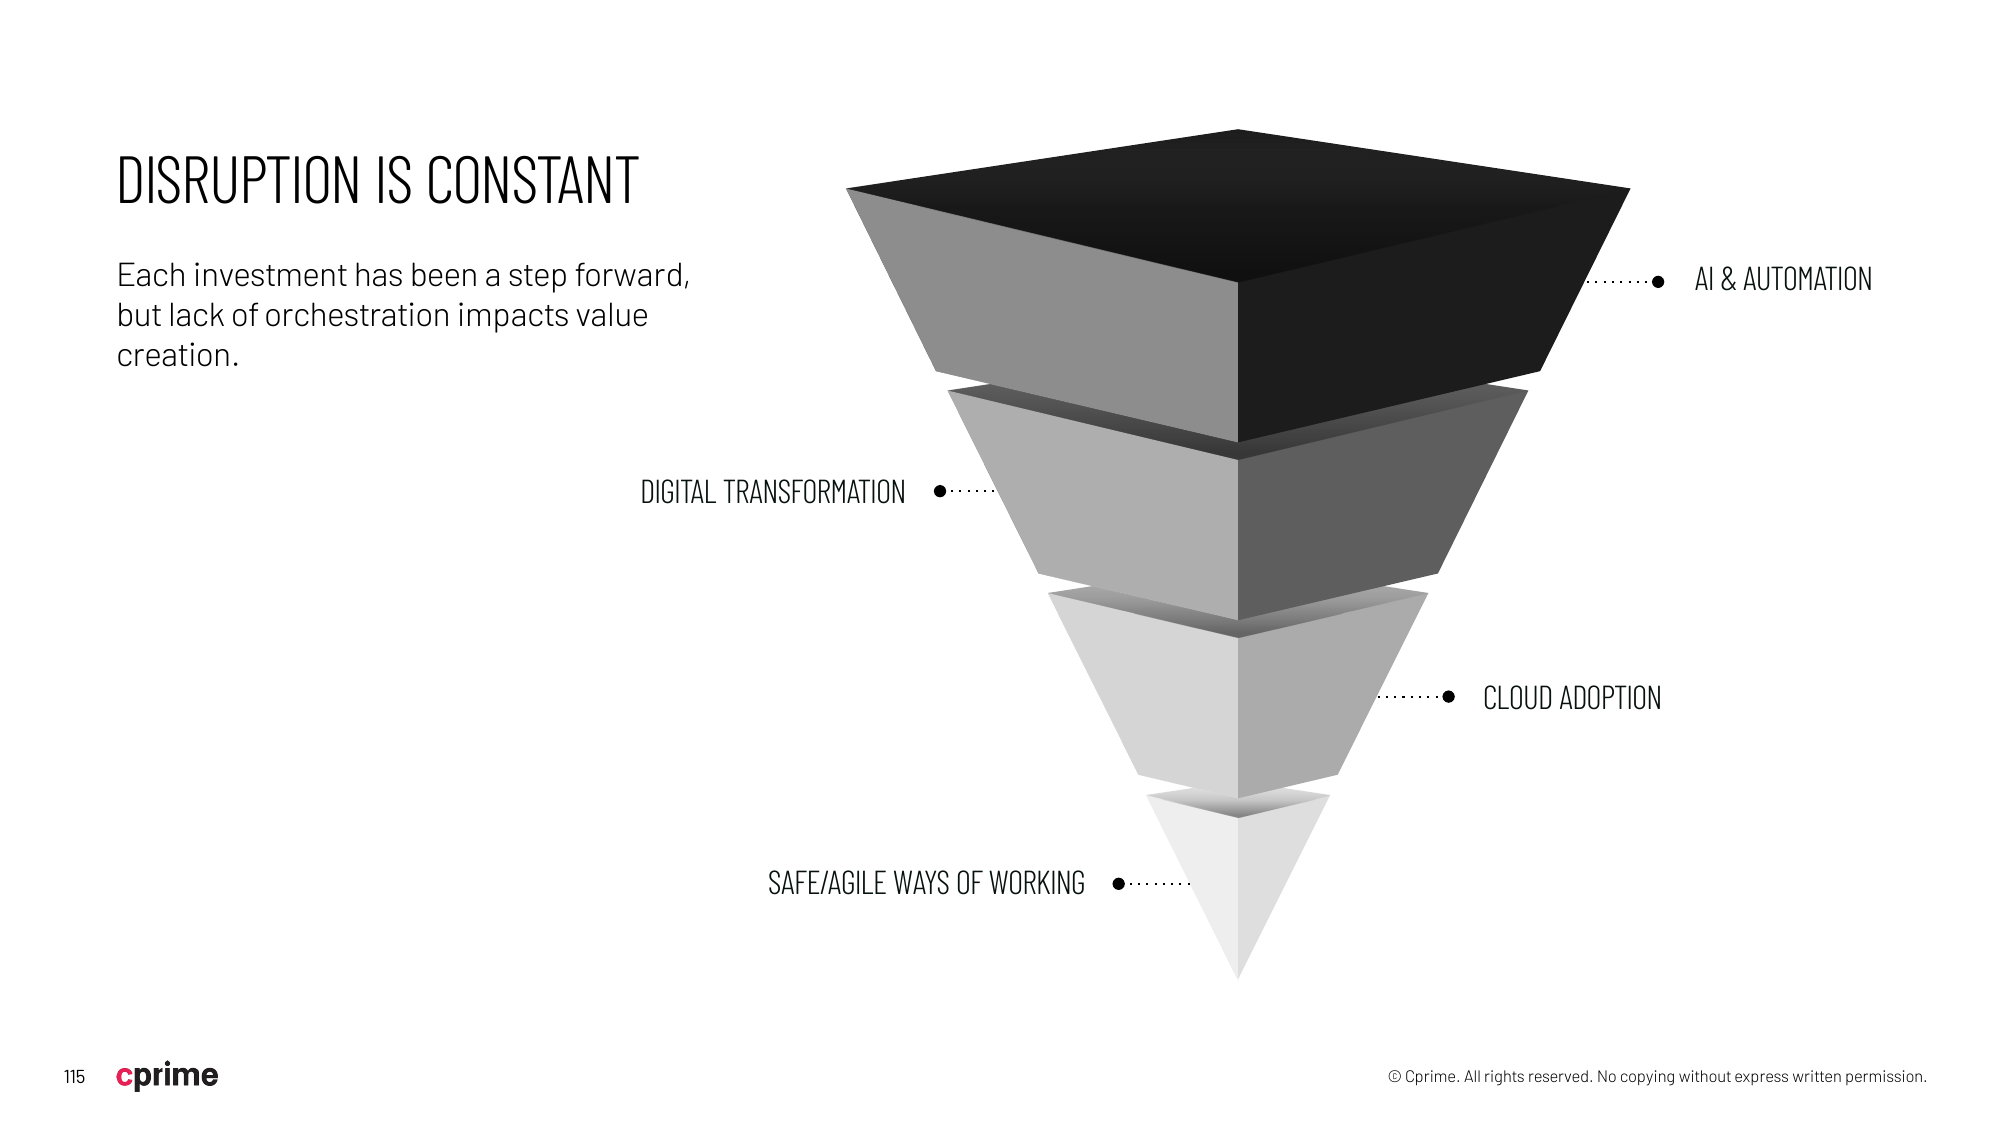 DISRUPTION IS CONSTANT
Each investment has been a step forward,
but lack of orchestration impacts value
creation.
AI & AUTOMATION
DIGITAL TRANSFORMATION
CLOUD ADOPTION
SAFE/AGILE WAYS OF WORKING
115
cprime
© Cprime. All rights reserved. No copying without express written permission.